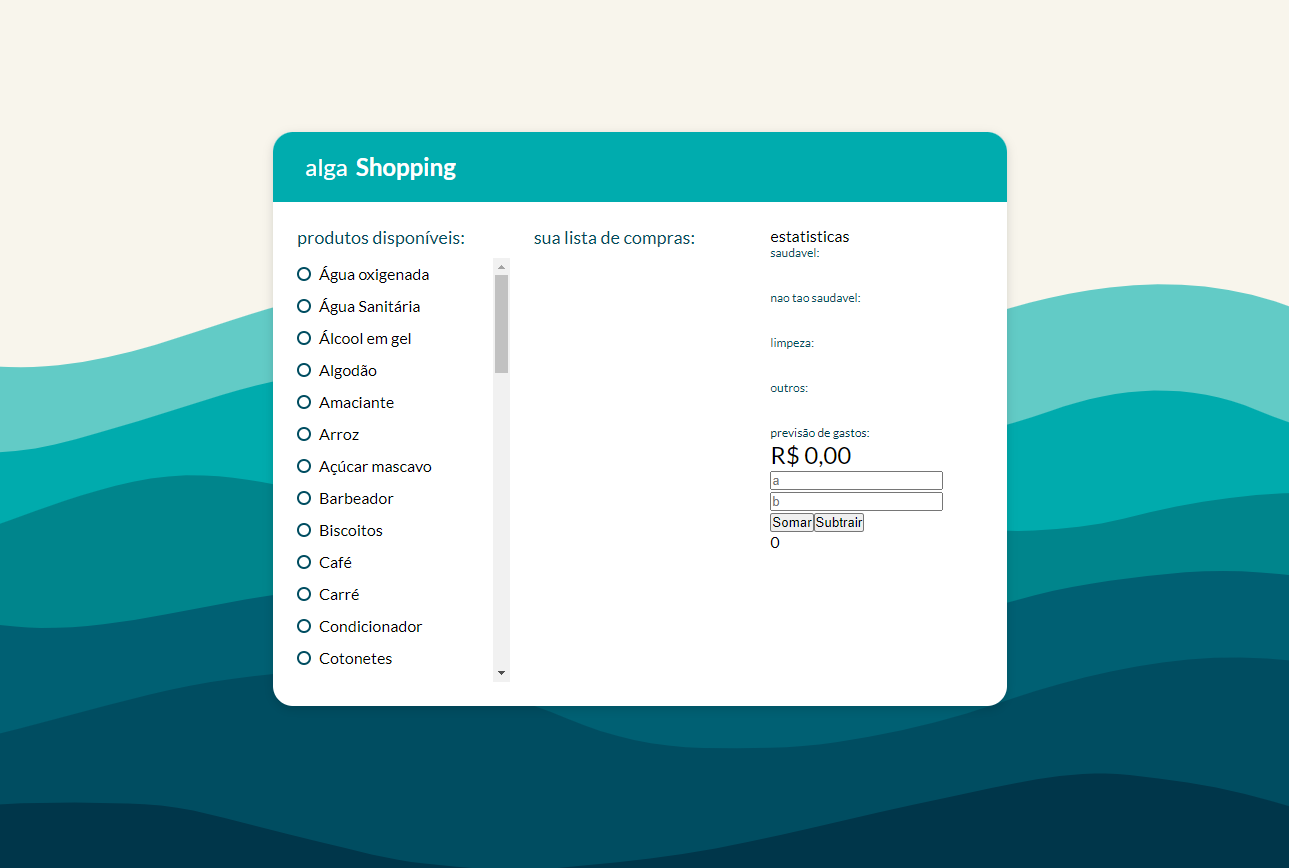 alga Shopping
produtos disponíveis:
Água oxigenada
Água Sanitária
Álcool em gel
Algodão
Amaciante
Arroz
Açúcar mascavo
Barbeador
Biscoitos
Café
Carré
Condicionador
Cotonetes
sua lista de compras:
estatisticas
saudavel:
nao tao saudavel:
limpeza:
outros:
previsão de gastos:
R$ 0,00
a
b
Somar Subtrair
0